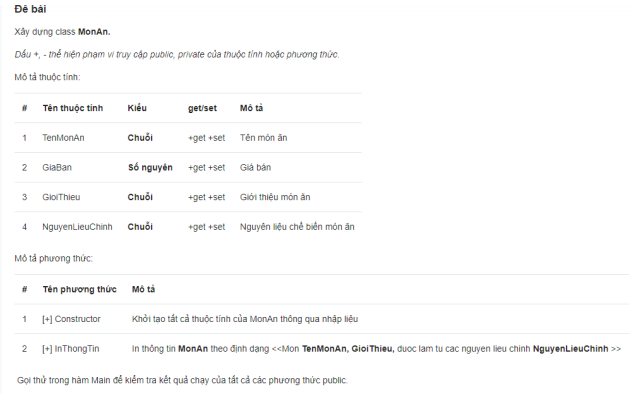 Đề bài
Xây dựng class MonAn.
Dấu +, - thể hiện phạm vi truy cập public, private của thuộc tính hoặc phương thức.
Mô tả thuộc tính:
# Tên thuộc tính Kiểu get/set Mô tả
1 TenMonAn Chuỗi +get +set Tên món ăn
2 GiaBan Số nguyên +get +set Giá bán
3 GioiThieu Chuỗi +get +set Giới thiệu món ăn
4 NguyenLieuChinh Chuỗi +get +set Nguyên liệu chế biến món ăn
Mô tả phương thức:
# Tên phương thức Mô tả
1 [+] Constructor Khởi tạo tất cả thuộc tính của MonAn thông qua nhập liệu
2 [+] InThongTin In thông tin MonAn theo định dạng <<Mon TenMonAn, GioiThieu, duoc lam tu cac nguyen lieu chinh NguyenLieuChinh >>
Gọi thử trong hàm Main để kiểm tra kết quả chạy của tất cả các phương thức public.